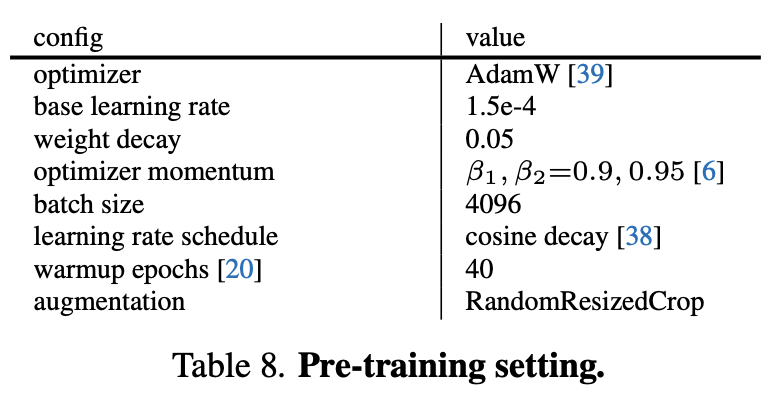 config value
optimizer AdamW [39]
base learning rate 1.5e-4
weight decay 0.05
optimizer momentum β₁, β₂=0.9, 0.95 [6]
batch size 4096
learning rate schedule cosine decay [38]
warmup epochs [20] 40
augmentation RandomResizedCrop
Table 8. Pre-training setting.